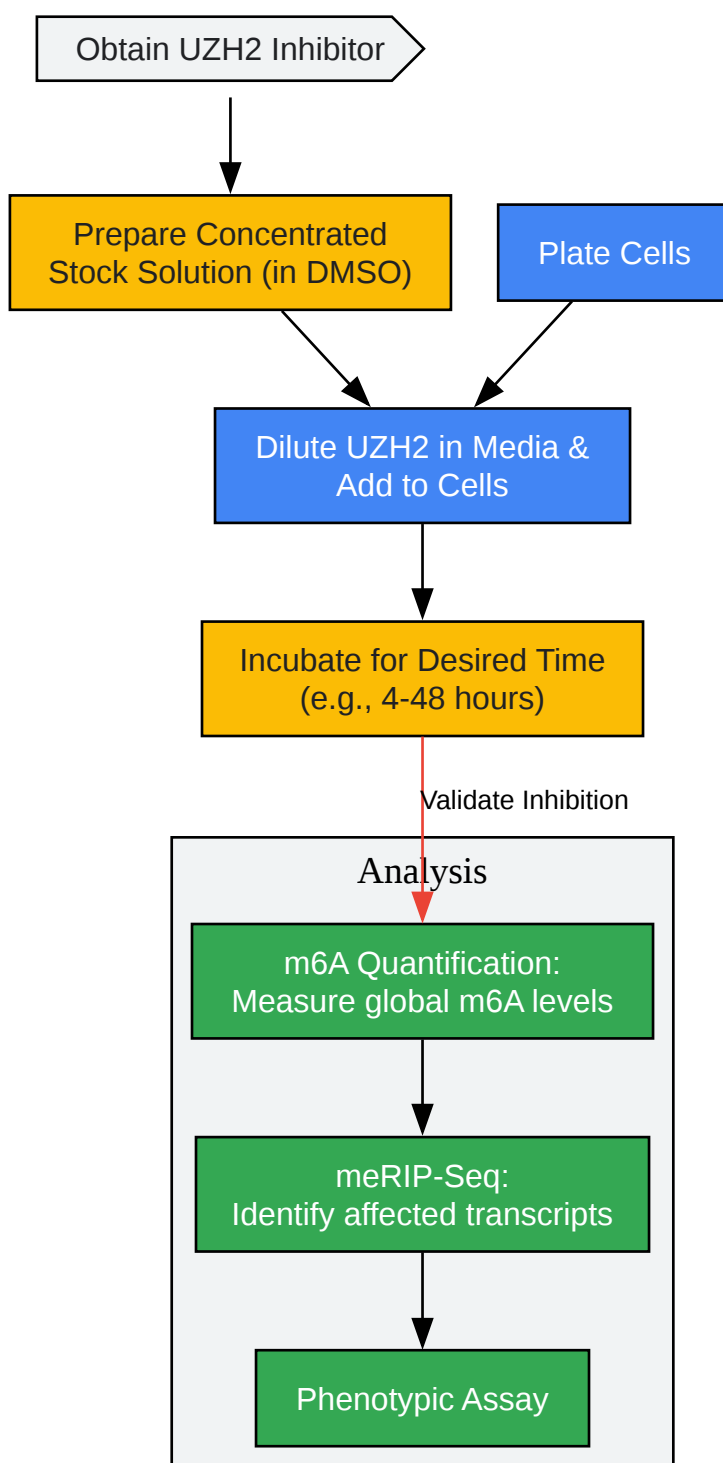 Obtain UZH2 Inhibitor
Prepare Concentrated
Stock Solution (in DMSO)
Plate Cells
Dilute UZH2 in Media &
Add to Cells
Incubate for Desired Time
(e.g., 4-48 hours)
Validate Inhibition
Analysis
m6A Quantification:
Measure global m6A levels
meRIP-Seq:
Identify affected transcripts
Phenotypic Assay